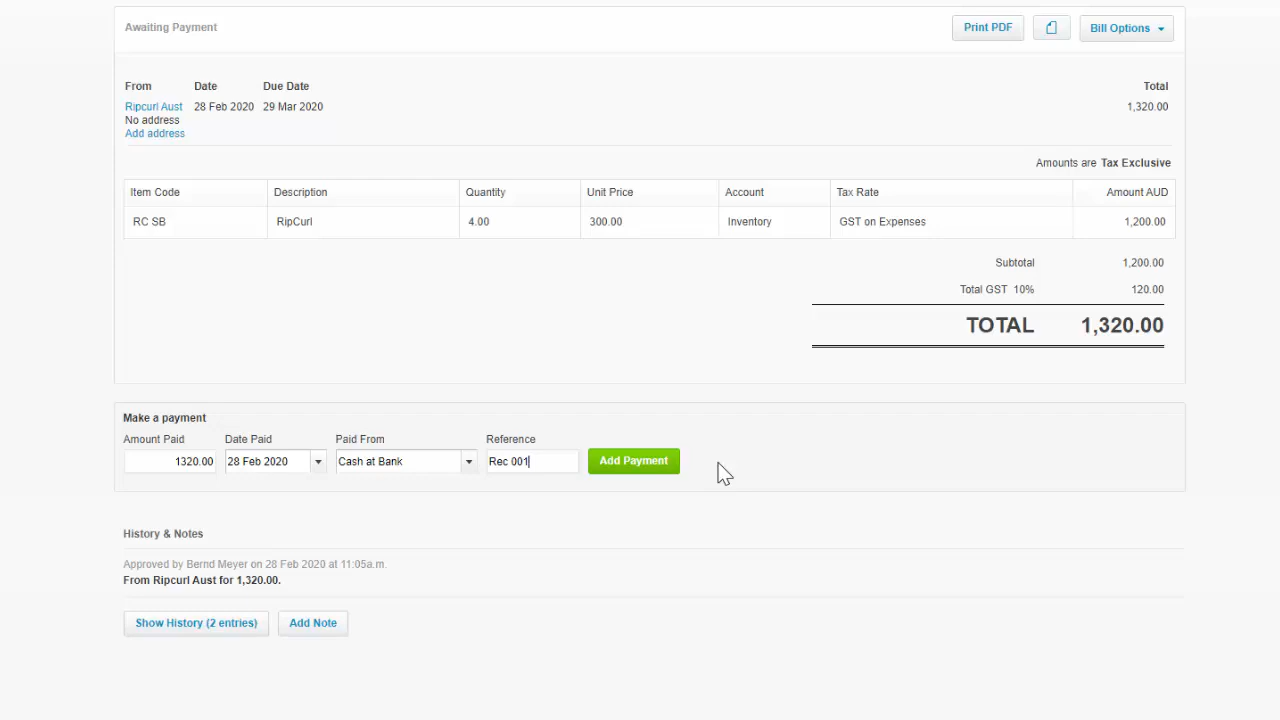 Awaiting Payment
Print PDF
Bill Options
From Date Due Date Total
Ripcurl Aust 28 Feb 2020 29 Mar 2020 1,320.00
No address
Add address
Amounts are Tax Exclusive
Item Code Description Quantity Unit Price Account Tax Rate Amount AUD
RC SB RipCurl 4.00 300.00 Inventory GST on Expenses 1,200.00
Subtotal 1,200.00
Total GST 10% 120.00
TOTAL 1,320.00
Make a payment
Amount Paid Date Paid Paid From Reference
1320.00 28 Feb 2020 Cash at Bank Rec 001 Add Payment
History & Notes
Approved by Bernd Meyer on 28 Feb 2020 at 11:05a.m.
From Ripcurl Aust for 1,320.00.
Show History (2 entries) Add Note